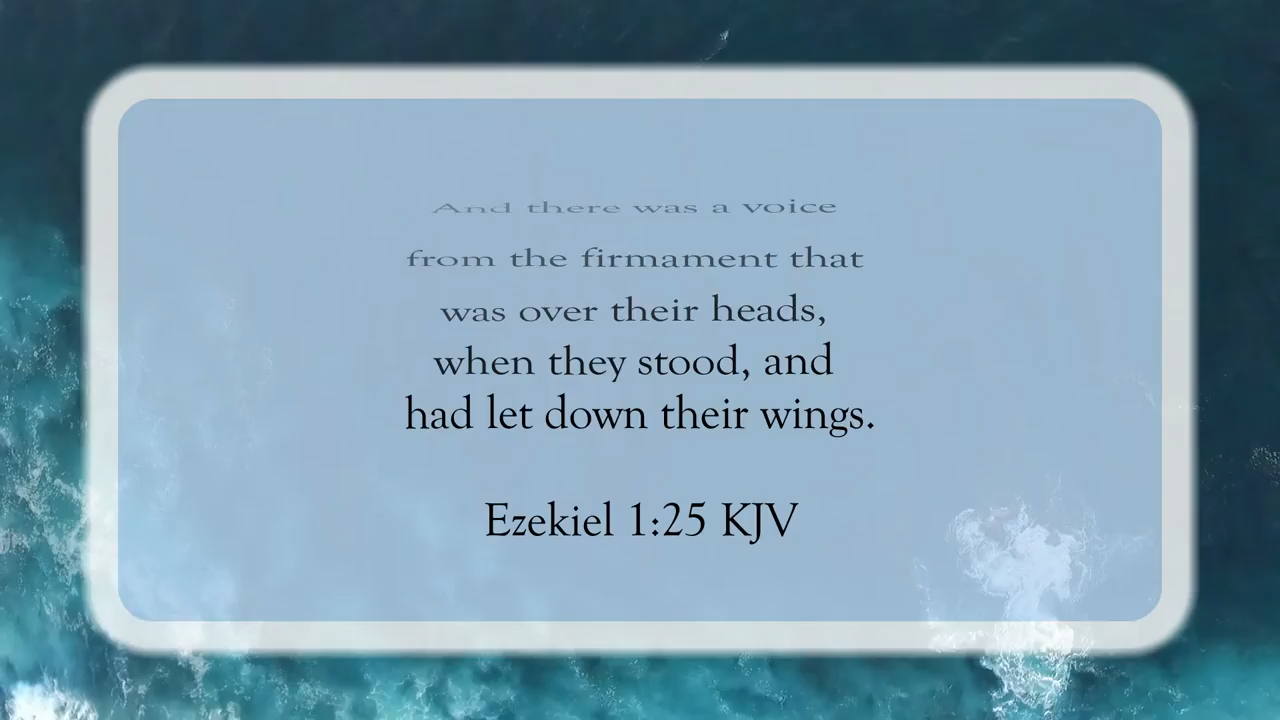 And there was a voice
from the firmament that
was over their heads,
when they stood, and
had let down their wings.
Ezekiel 1:25 KJV